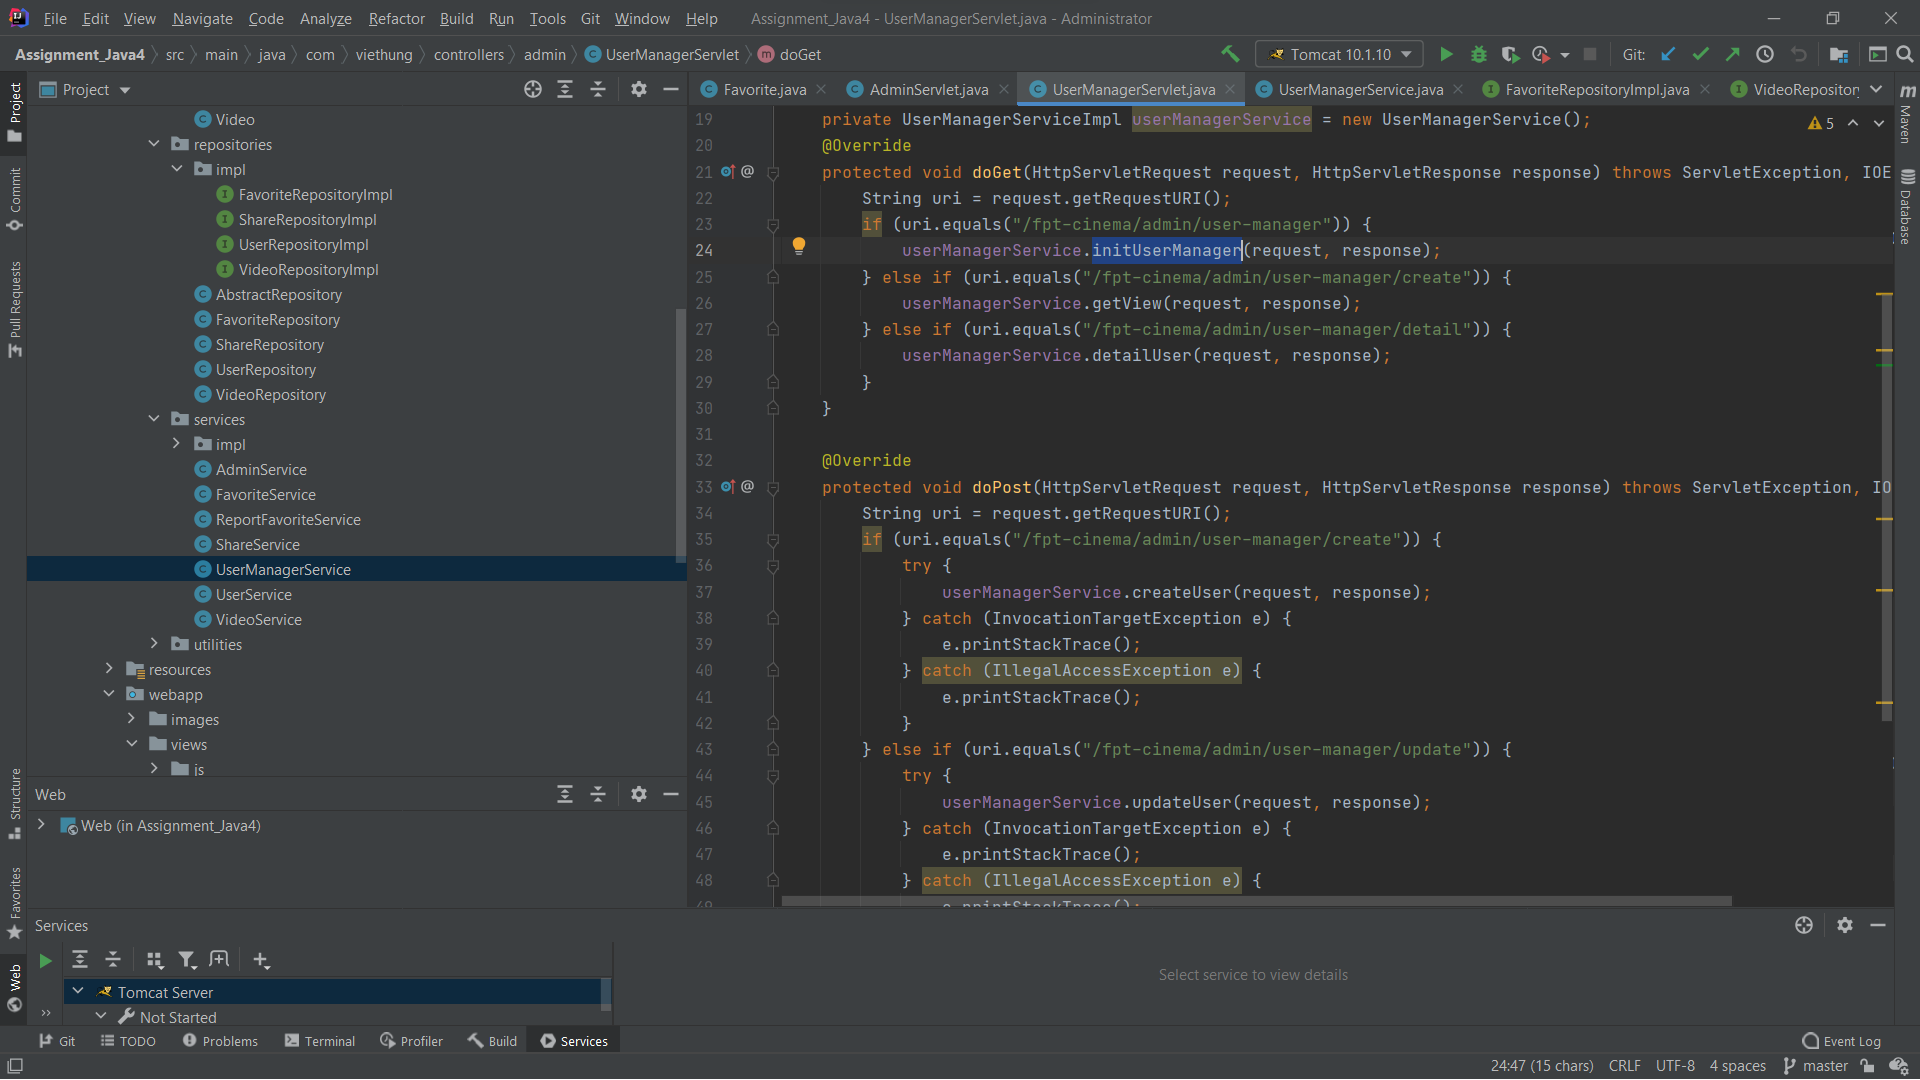 File Edit View Navigate Code Analyze Refactor Build Run Tools Git Window Help Assignment_Java4 - UserManagerServlet.java - Administrator
Assignment_Java4 src main java com viethung controllers admin UserManagerServlet doGet Tomcat 10.1.10 Git:
Project
Favorite.java AdminServlet.java UserManagerServlet.java UserManagerService.java FavoriteRepositoryImpl.java VideoRepository
Video
repositories
impl
FavoriteRepositoryImpl
ShareRepositoryImpl
UserRepositoryImpl
VideoRepositoryImpl
AbstractRepository
FavoriteRepository
ShareRepository
UserRepository
VideoRepository
services
impl
AdminService
FavoriteService
ReportFavoriteService
ShareService
UserManagerService
UserService
VideoService
utilities
resources
webapp
images
views
js
Web
Web (in Assignment_Java4)
19 private UserManagerServiceImpl userManagerService = new UserManagerService();
5
20 @Override
21 protected void doGet(HttpServletRequest request, HttpServletResponse response) throws ServletException, IOE
22 String uri = request.getRequestURI();
23 if (uri.equals("/fpt-cinema/admin/user-manager")) {
24 userManagerService.initUserManager(request, response);
25 } else if (uri.equals("/fpt-cinema/admin/user-manager/create")) {
26 userManagerService.getView(request, response);
27 } else if (uri.equals("/fpt-cinema/admin/user-manager/detail")) {
28 userManagerService.detailUser(request, response);
29 }
30 }
31
32 @Override
33 protected void doPost(HttpServletRequest request, HttpServletResponse response) throws ServletException, IO
34 String uri = request.getRequestURI();
35 if (uri.equals("/fpt-cinema/admin/user-manager/create")) {
36 try {
37 userManagerService.createUser(request, response);
38 } catch (InvocationTargetException e) {
39 e.printStackTrace();
40 } catch (IllegalAccessException e) {
41 e.printStackTrace();
42 }
43 } else if (uri.equals("/fpt-cinema/admin/user-manager/update")) {
44 try {
45 userManagerService.updateUser(request, response);
46 } catch (InvocationTargetException e) {
47 e.printStackTrace();
48 } catch (IllegalAccessException e) {
49 e.printStackTrace();
Project
Commit
Pull Requests
Structure
Favorites
Web
Maven
Database
Services
Tomcat Server
Not Started
Select service to view details
Git TODO Problems Terminal Profiler Build Services Event Log
24:47 (15 chars) CRLF UTF-8 4 spaces master